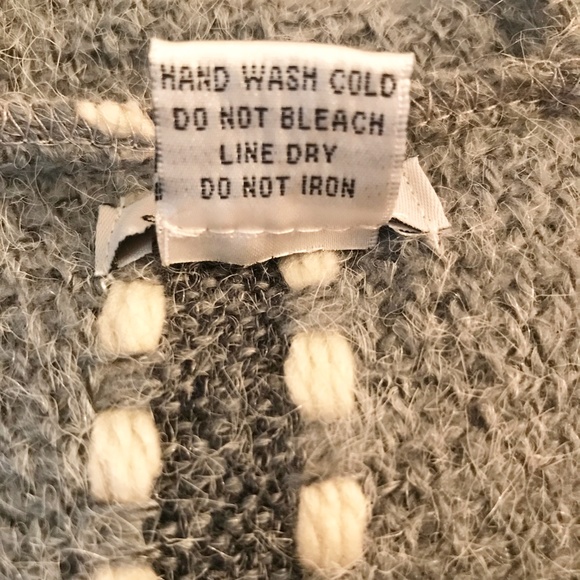 HAND WASH COLD
DO NOT BLEACH
LINE DRY
DO NOT IRON